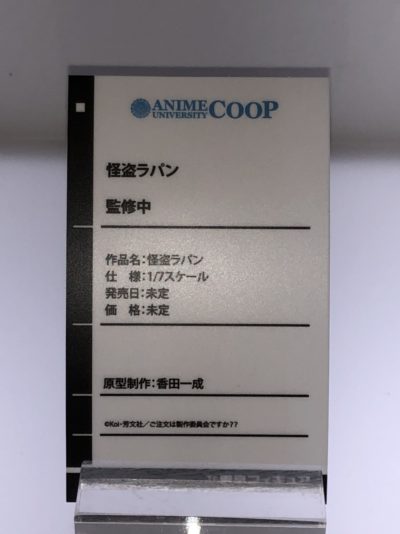 ANIME
UNIVERSITY COOP
怪盗ラパン
監修中
作品名:怪盗ラパン
仕 様:1/7スケール
発売日:未定
価 格:未定
原型制作:香田一成
©Koi・芳文社/ご注文は製作委員会ですか??